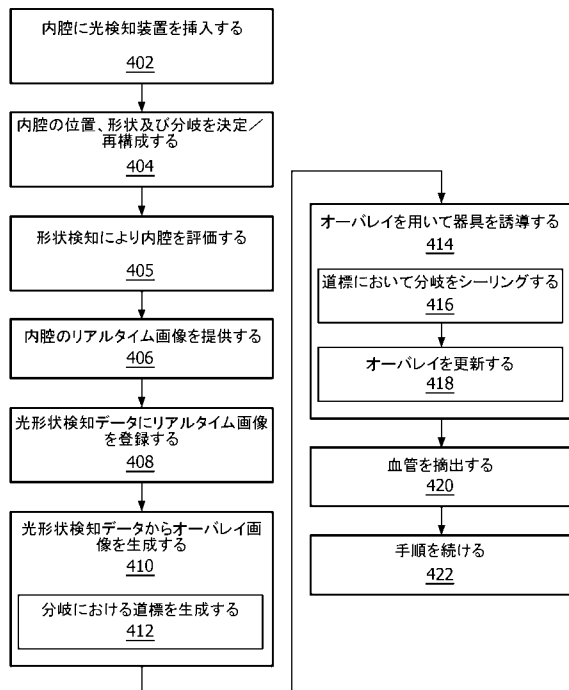 内腔に光検知装置を挿入する
402
内腔の位置、形状及び分岐を決定／
再構成する
404
形状検知により内腔を評価する
405
内腔のリアルタイム画像を提供する
406
光形状検知データにリアルタイム画像
を登録する
408
光形状検知データからオーバレイ画
像を生成する
410
分岐における道標を生成する
412
オーバレイを用いて器具を誘導する
414
道標において分岐をシーリングする
416
オーバレイを更新する
418
血管を摘出する
420
手順を続ける
422